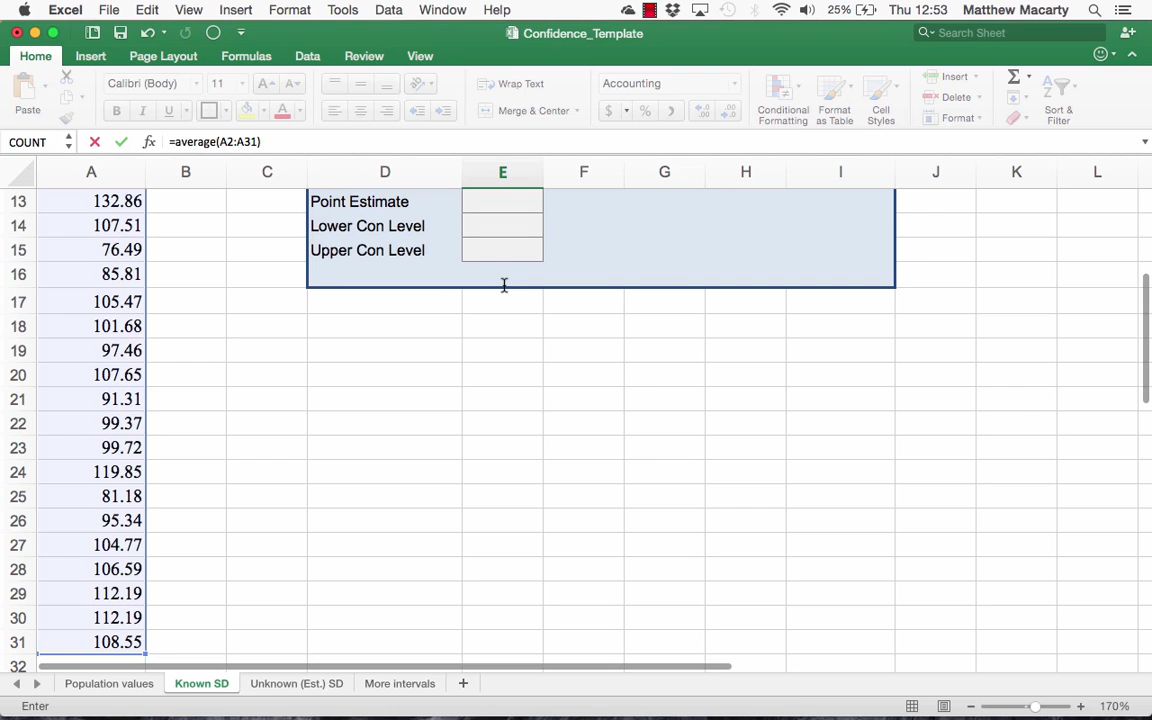 Excel File Edit View Insert Format Tools Data Window Help 25% Thu 12:53 Matthew Macarty
Confidence_Template Search Sheet
Home Insert Page Layout Formulas Data Review View
Paste Calibri (Body) 11 A A Wrap Text Accounting Conditional Formatting Format as Table Cell Styles Insert Sort & Filter
B I U A Merge & Center $ % Delete
Format
COUNT fx =average(A2:A31)
A B C D E F G H I J K L
13 132.86 Point Estimate
14 107.51 Lower Con Level
15 76.49 Upper Con Level
16 85.81
17 105.47
18 101.68
19 97.46
20 107.65
21 91.31
22 99.37
23 99.72
24 119.85
25 81.18
26 95.34
27 104.77
28 106.59
29 112.19
30 112.19
31 108.55
32
Population values Known SD Unknown (Est.) SD More intervals +
Enter 170%